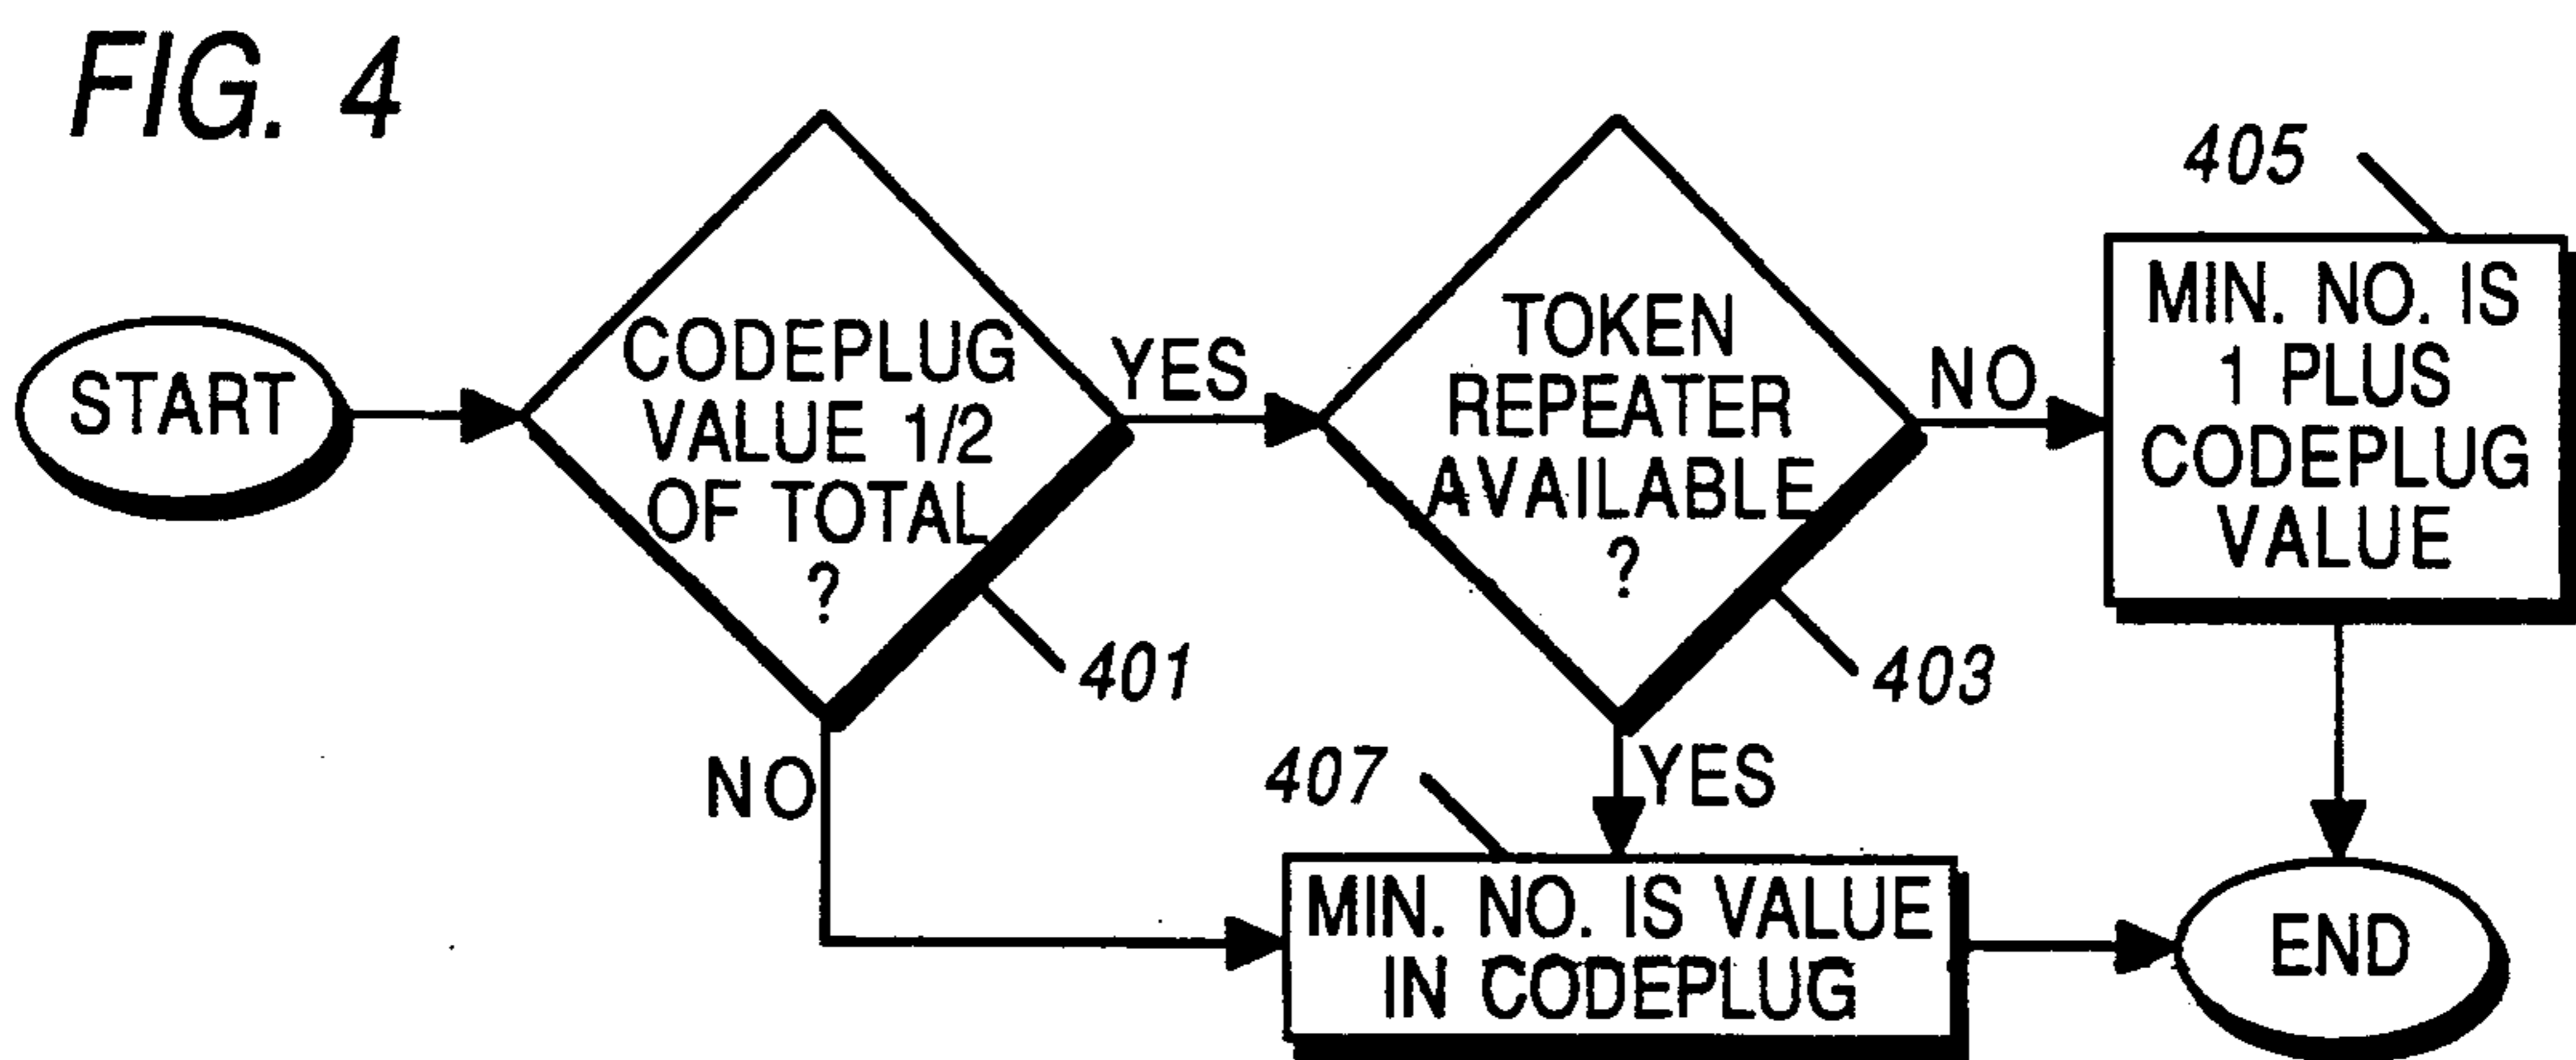 FIG. 4
START
CODEPLUG
VALUE 1/2
OF TOTAL
?
401
YES
NO
TOKEN
REPEATER
AVAILABLE
?
403
NO
YES
405
MIN. NO. IS
1 PLUS
CODEPLUG
VALUE
407
MIN. NO. IS VALUE
IN CODEPLUG
END